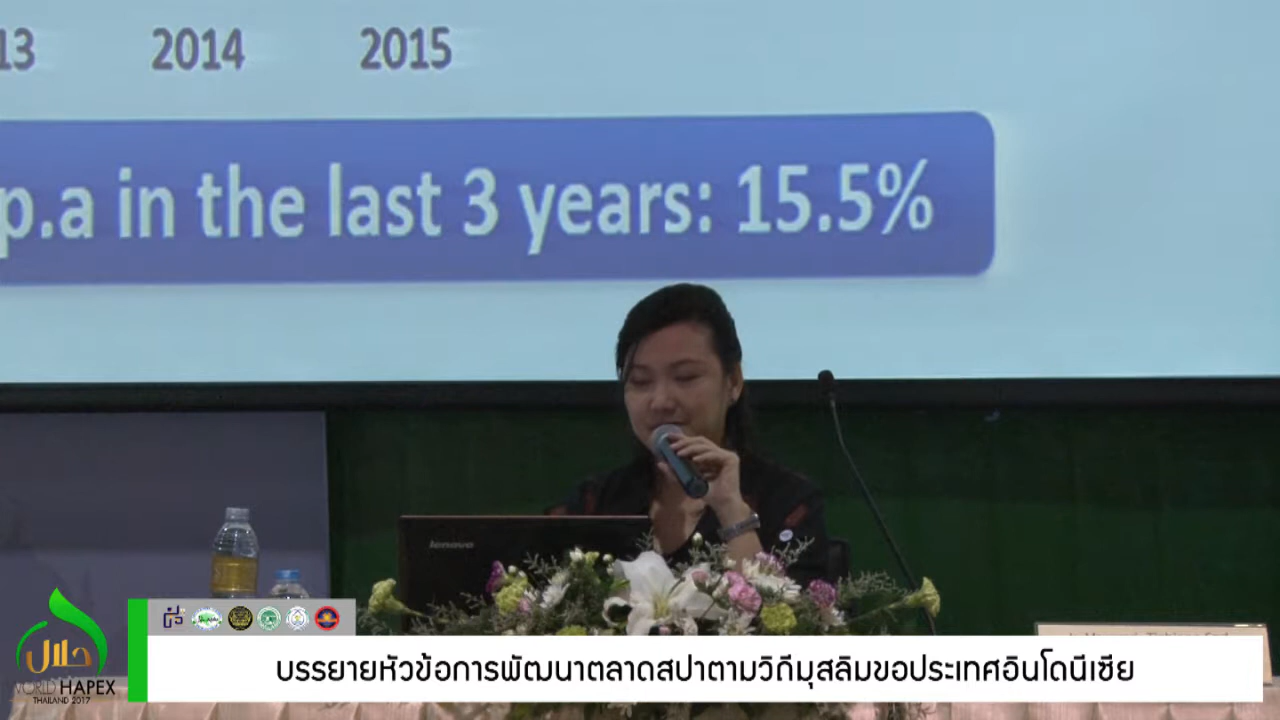 13 2014 2015
p.a in the last 3 years: 15.5%
lenovo
حلال
WORLD HAPEX
THAILAND 2017
บรรยายหัวข้อการพัฒนาตลาดสปาตามวิถีมุสลิมขอประเทศอินโดนีเซีย